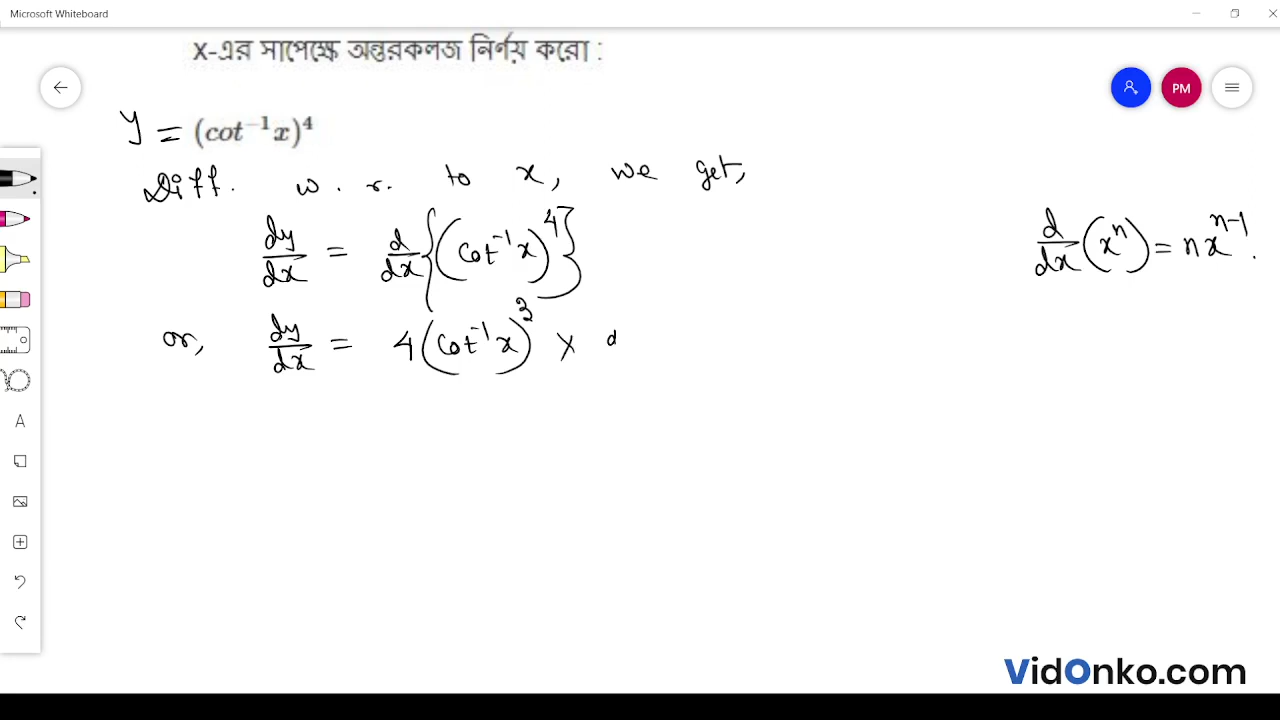 Microsoft Whiteboard
x-এর সাপেক্ষে অন্তরকলজ নির্ণয় করো :
PM
y = (cot⁻¹x)⁴
Diff. w. r. to x, we get,
dy/dx = d/dx {(cot⁻¹x)⁴}
d/dx (xⁿ) = nxⁿ⁻¹.
or, dy/dx = 4(cot⁻¹x)³ × d
A
VidOnko.com